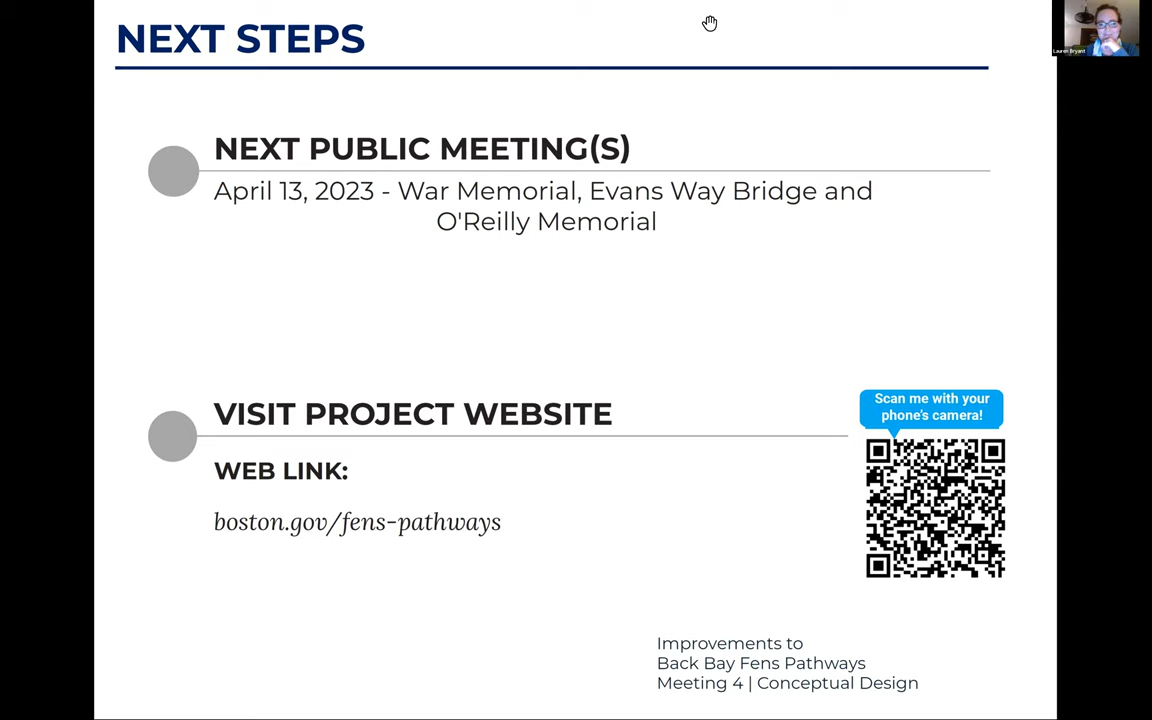 NEXT STEPS
Lauren Bryant
NEXT PUBLIC MEETING(S)
April 13, 2023 - War Memorial, Evans Way Bridge and
O'Reilly Memorial
VISIT PROJECT WEBSITE
Scan me with your
phone's camera!
WEB LINK:
boston.gov/fens-pathways
Improvements to
Back Bay Fens Pathways
Meeting 4 | Conceptual Design